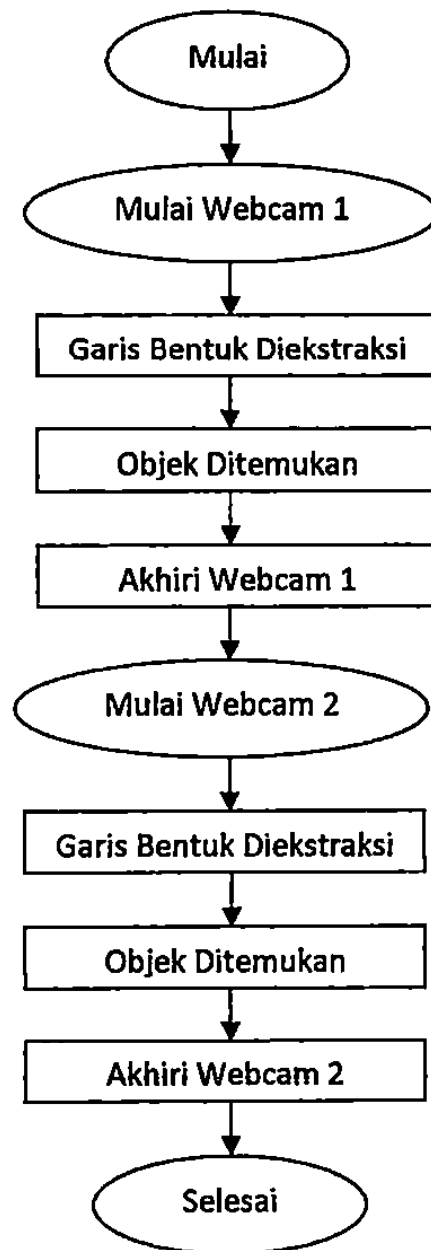 Mulai
Mulai Webcam 1
Garis Bentuk Diekstraksi
Objek Ditemukan
Akhiri Webcam 1
Mulai Webcam 2
Garis Bentuk Diekstraksi
Objek Ditemukan
Akhiri Webcam 2
Selesai